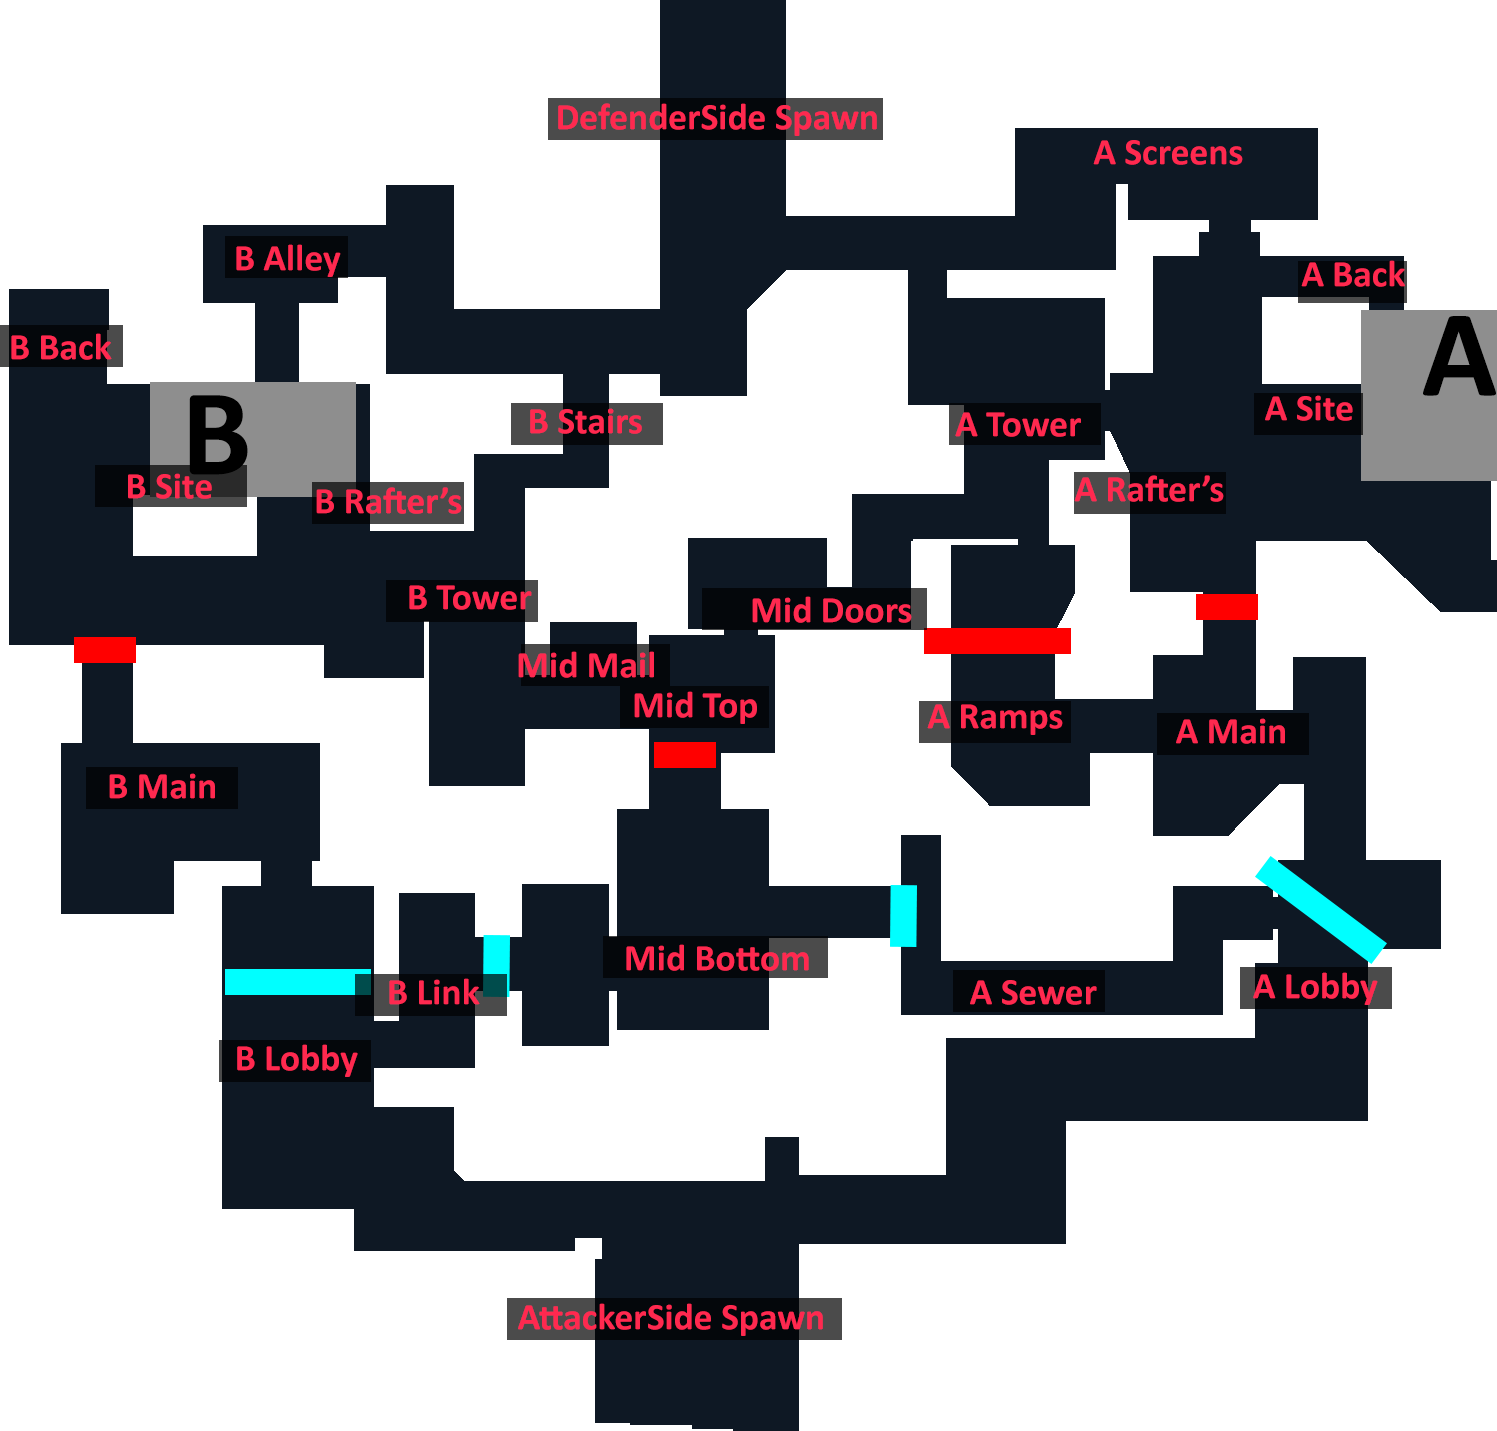 DefenderSide Spawn
A Screens
B Alley
A Back
B Back
A
B
A Site
B Stairs
A Tower
B Site
B Rafter's
A Rafter's
B Tower
Mid Doors
Mid Mail
Mid Top
A Ramps
A Main
B Main
Mid Bottom
B Link
A Sewer
A Lobby
B Lobby
AttackerSide Spawn